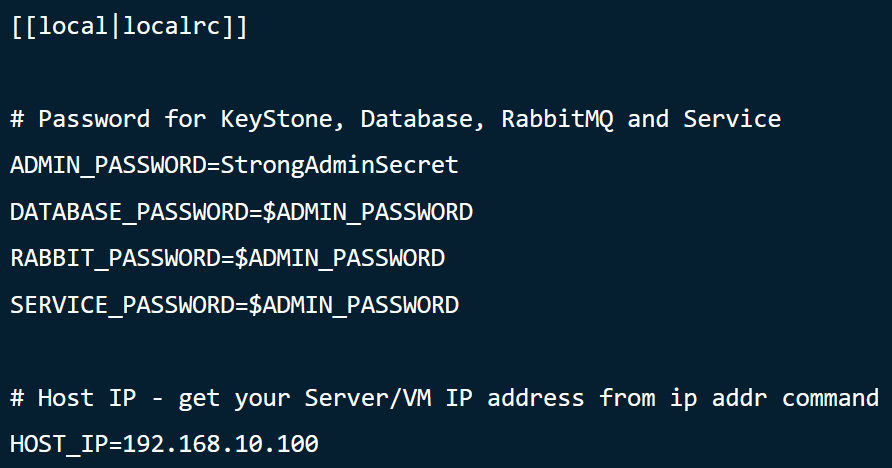 [[local|localrc]]
# Password for KeyStone, Database, RabbitMQ and Service
ADMIN_PASSWORD=StrongAdminSecret
DATABASE_PASSWORD=$ADMIN_PASSWORD
RABBIT_PASSWORD=$ADMIN_PASSWORD
SERVICE_PASSWORD=$ADMIN_PASSWORD
# Host IP - get your Server/VM IP address from ip addr command
HOST_IP=192.168.10.100